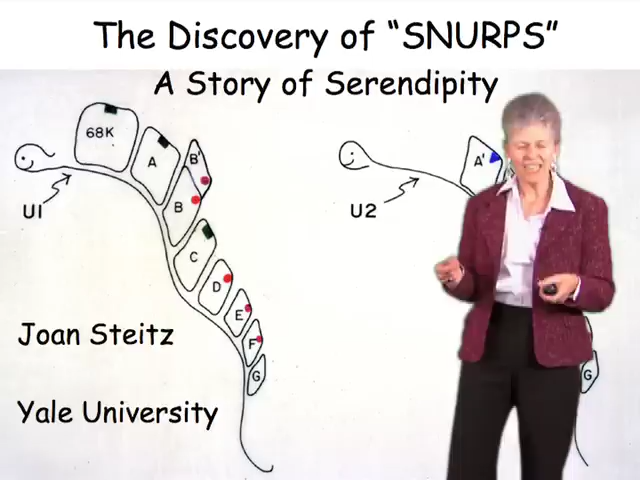 The Discovery of “SNURPS”
A Story of Serendipity
68K
A
B'
B
C
D
E
F
G
U1
A'
U2
G
Joan Steitz
Yale University